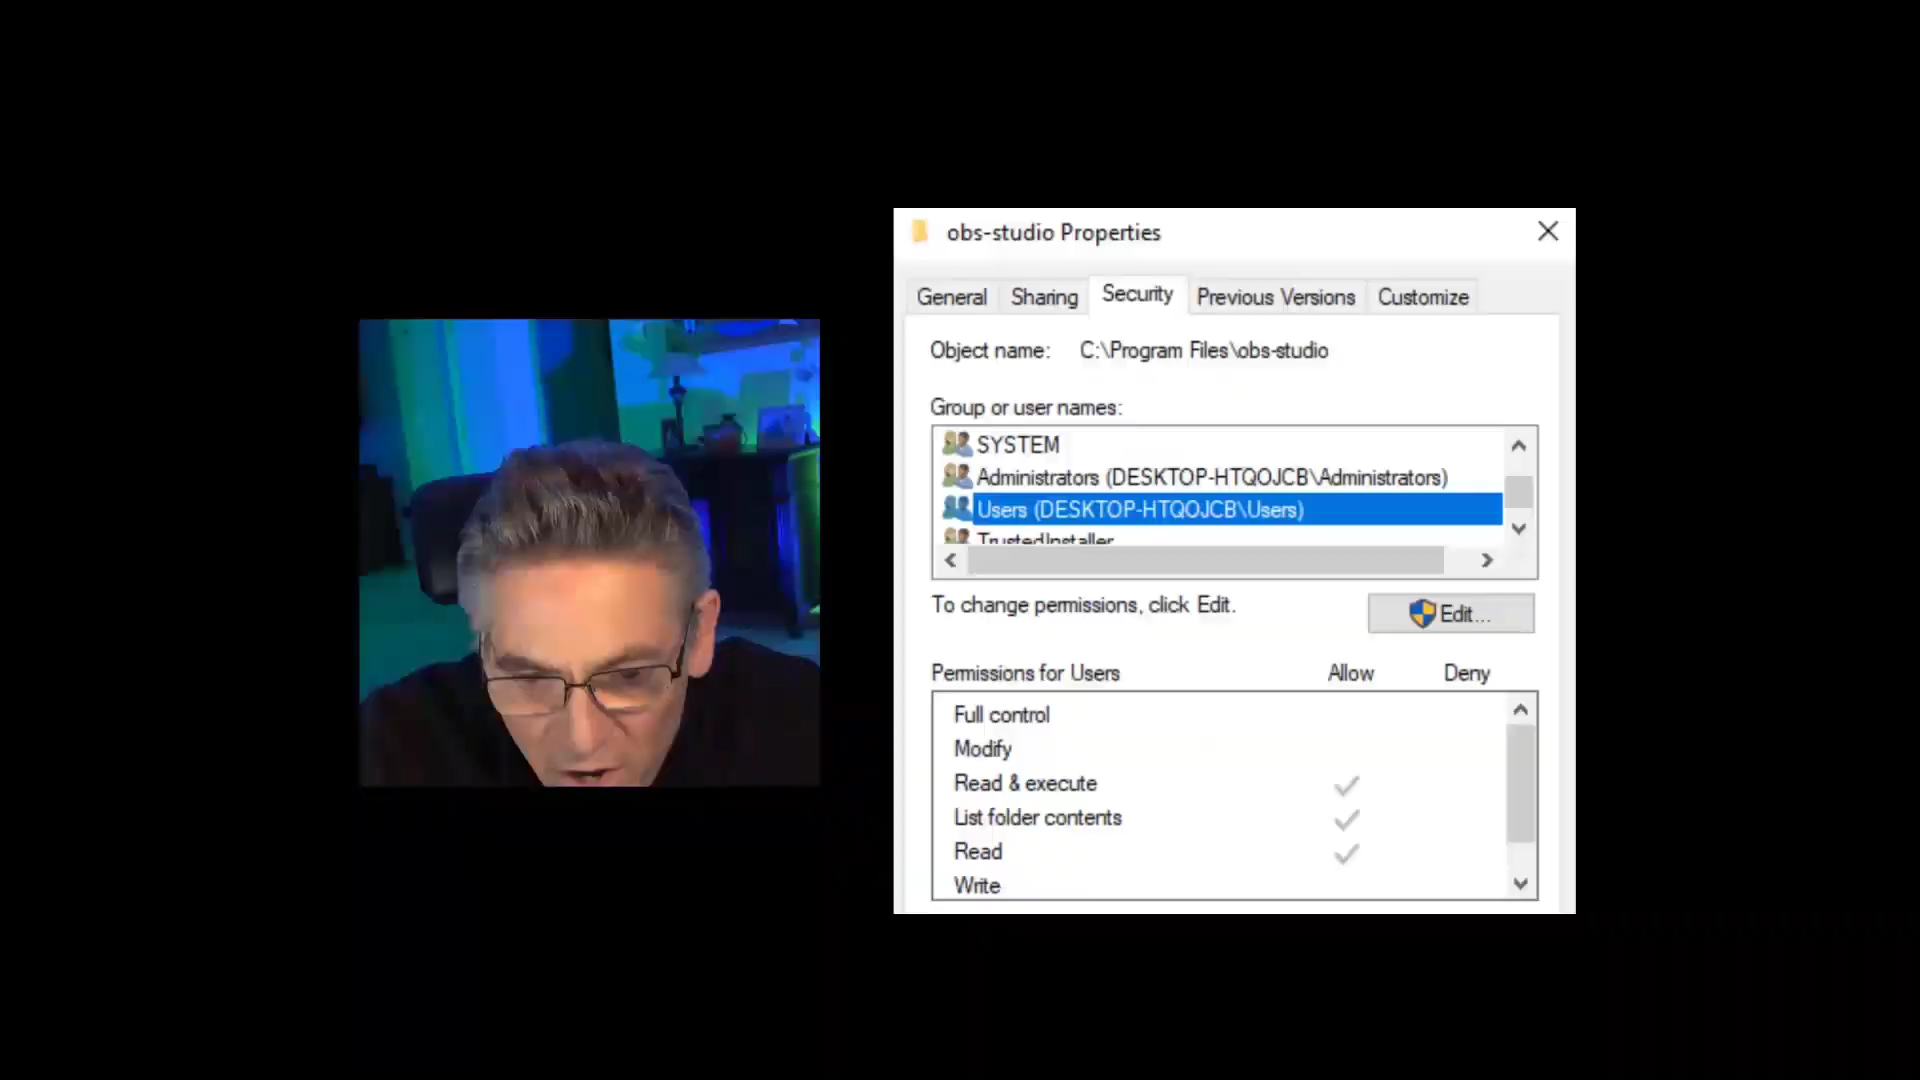 obs-studio Properties
General Sharing Security Previous Versions Customize
Object name: C:\Program Files\obs-studio
Group or user names:
SYSTEM
Administrators (DESKTOP-HTQOJCB\Administrators)
Users (DESKTOP-HTQOJCB\Users)
TrustedInstaller
To change permissions, click Edit.
Edit...
Permissions for Users Allow Deny
Full control
Modify
Read & execute
List folder contents
Read
Write